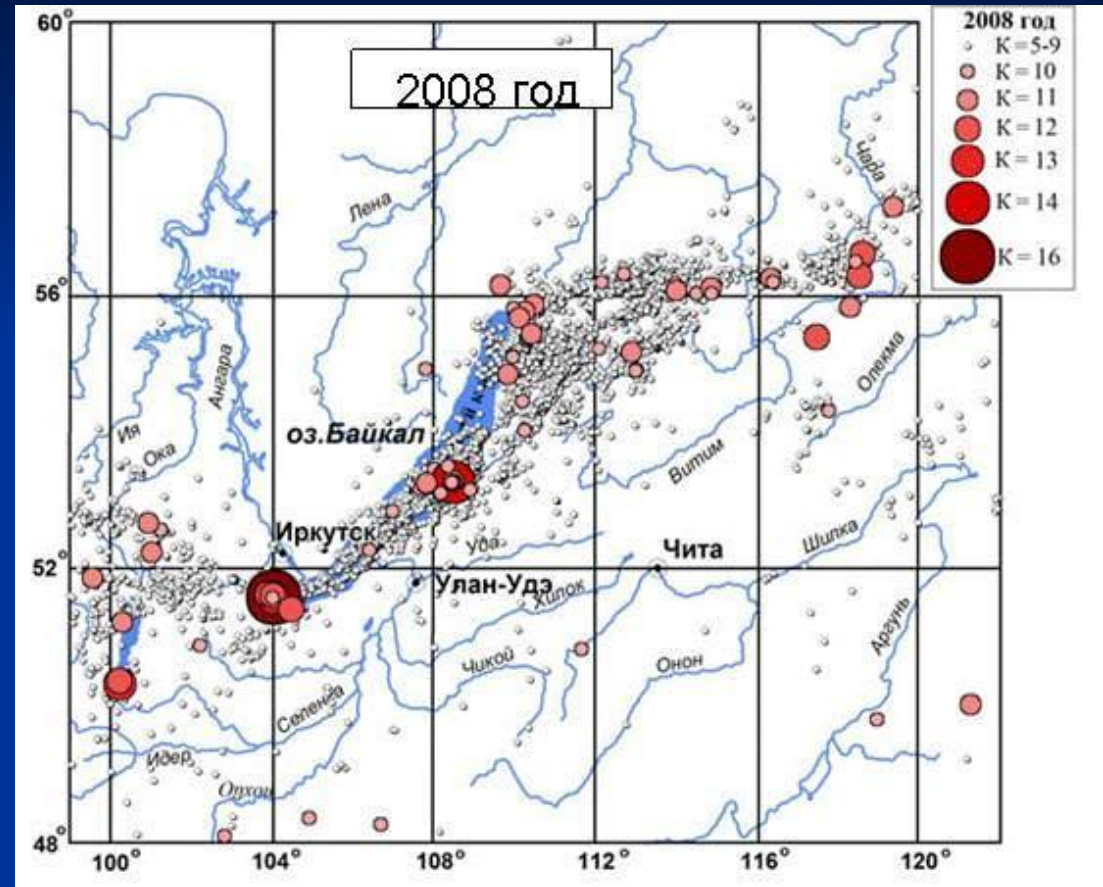 2008 год
2008 год
K = 5-9
K = 10
K = 11
K = 12
K = 13
K = 14
K = 16
60°
56°
52°
48°
100°
104°
108°
112°
116°
120°
Лена
Чара
Ангара
Олекма
Ия
Ока
оз.Байкал
Витим
Иркутск
Уда
Чита
Шилка
Улан-Удэ
Хилок
Чикой
Онон
Аргунь
Селенга
Идер